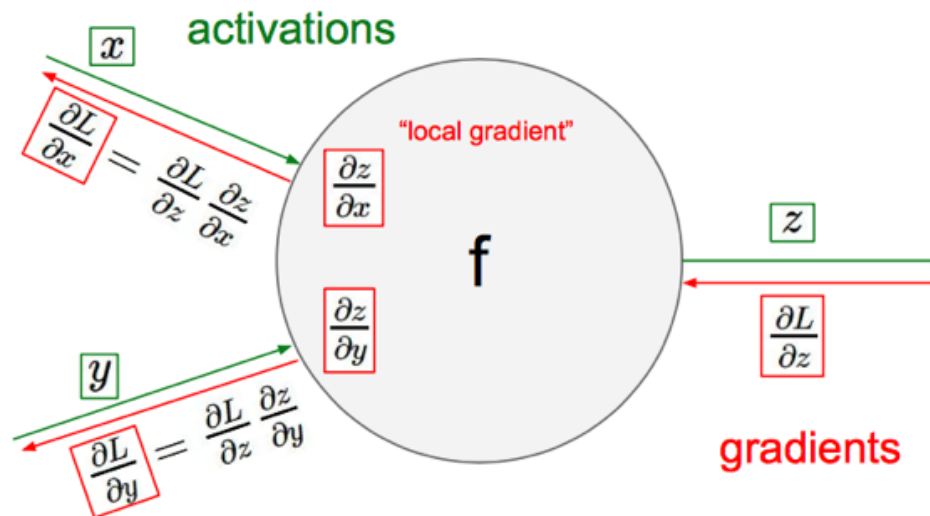 activations
x
∂L/∂x = ∂L/∂z ∂z/∂x
“local gradient”
∂z/∂x
f
z
∂L/∂z
∂z/∂y
y
∂L/∂y = ∂L/∂z ∂z/∂y
gradients